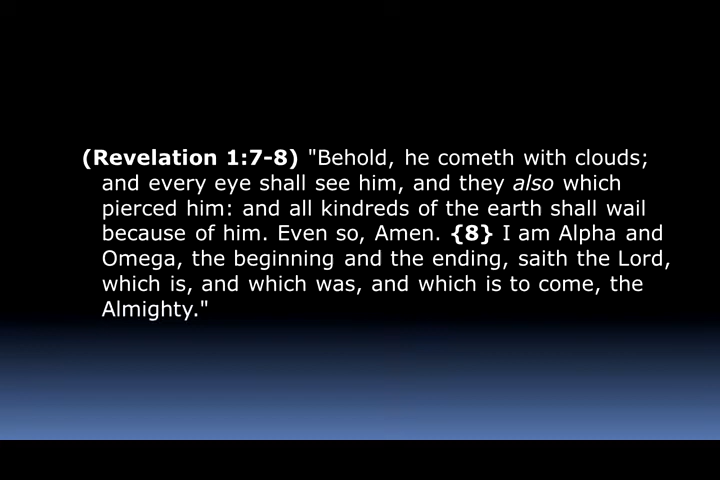 (Revelation 1:7-8) "Behold, he cometh with clouds;
and every eye shall see him, and they also which
pierced him: and all kindreds of the earth shall wail
because of him. Even so, Amen. {8} I am Alpha and
Omega, the beginning and the ending, saith the Lord,
which is, and which was, and which is to come, the
Almighty."